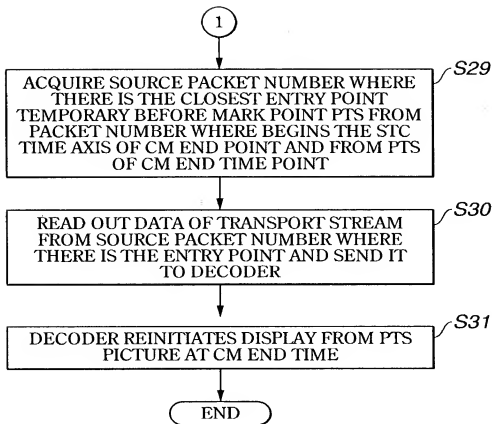 1
S29
ACQUIRE SOURCE PACKET NUMBER WHERE
THERE IS THE CLOSEST ENTRY POINT
TEMPORARY BEFORE MARK POINT PTS FROM
PACKET NUMBER WHERE BEGINS THE STC
TIME AXIS OF CM END POINT AND FROM PTS
OF CM END TIME POINT
S30
READ OUT DATA OF TRANSPORT STREAM
FROM SOURCE PACKET NUMBER WHERE
THERE IS THE ENTRY POINT AND SEND IT
TO DECODER
S31
DECODER REINITIATES DISPLAY FROM PTS
PICTURE AT CM END TIME
END